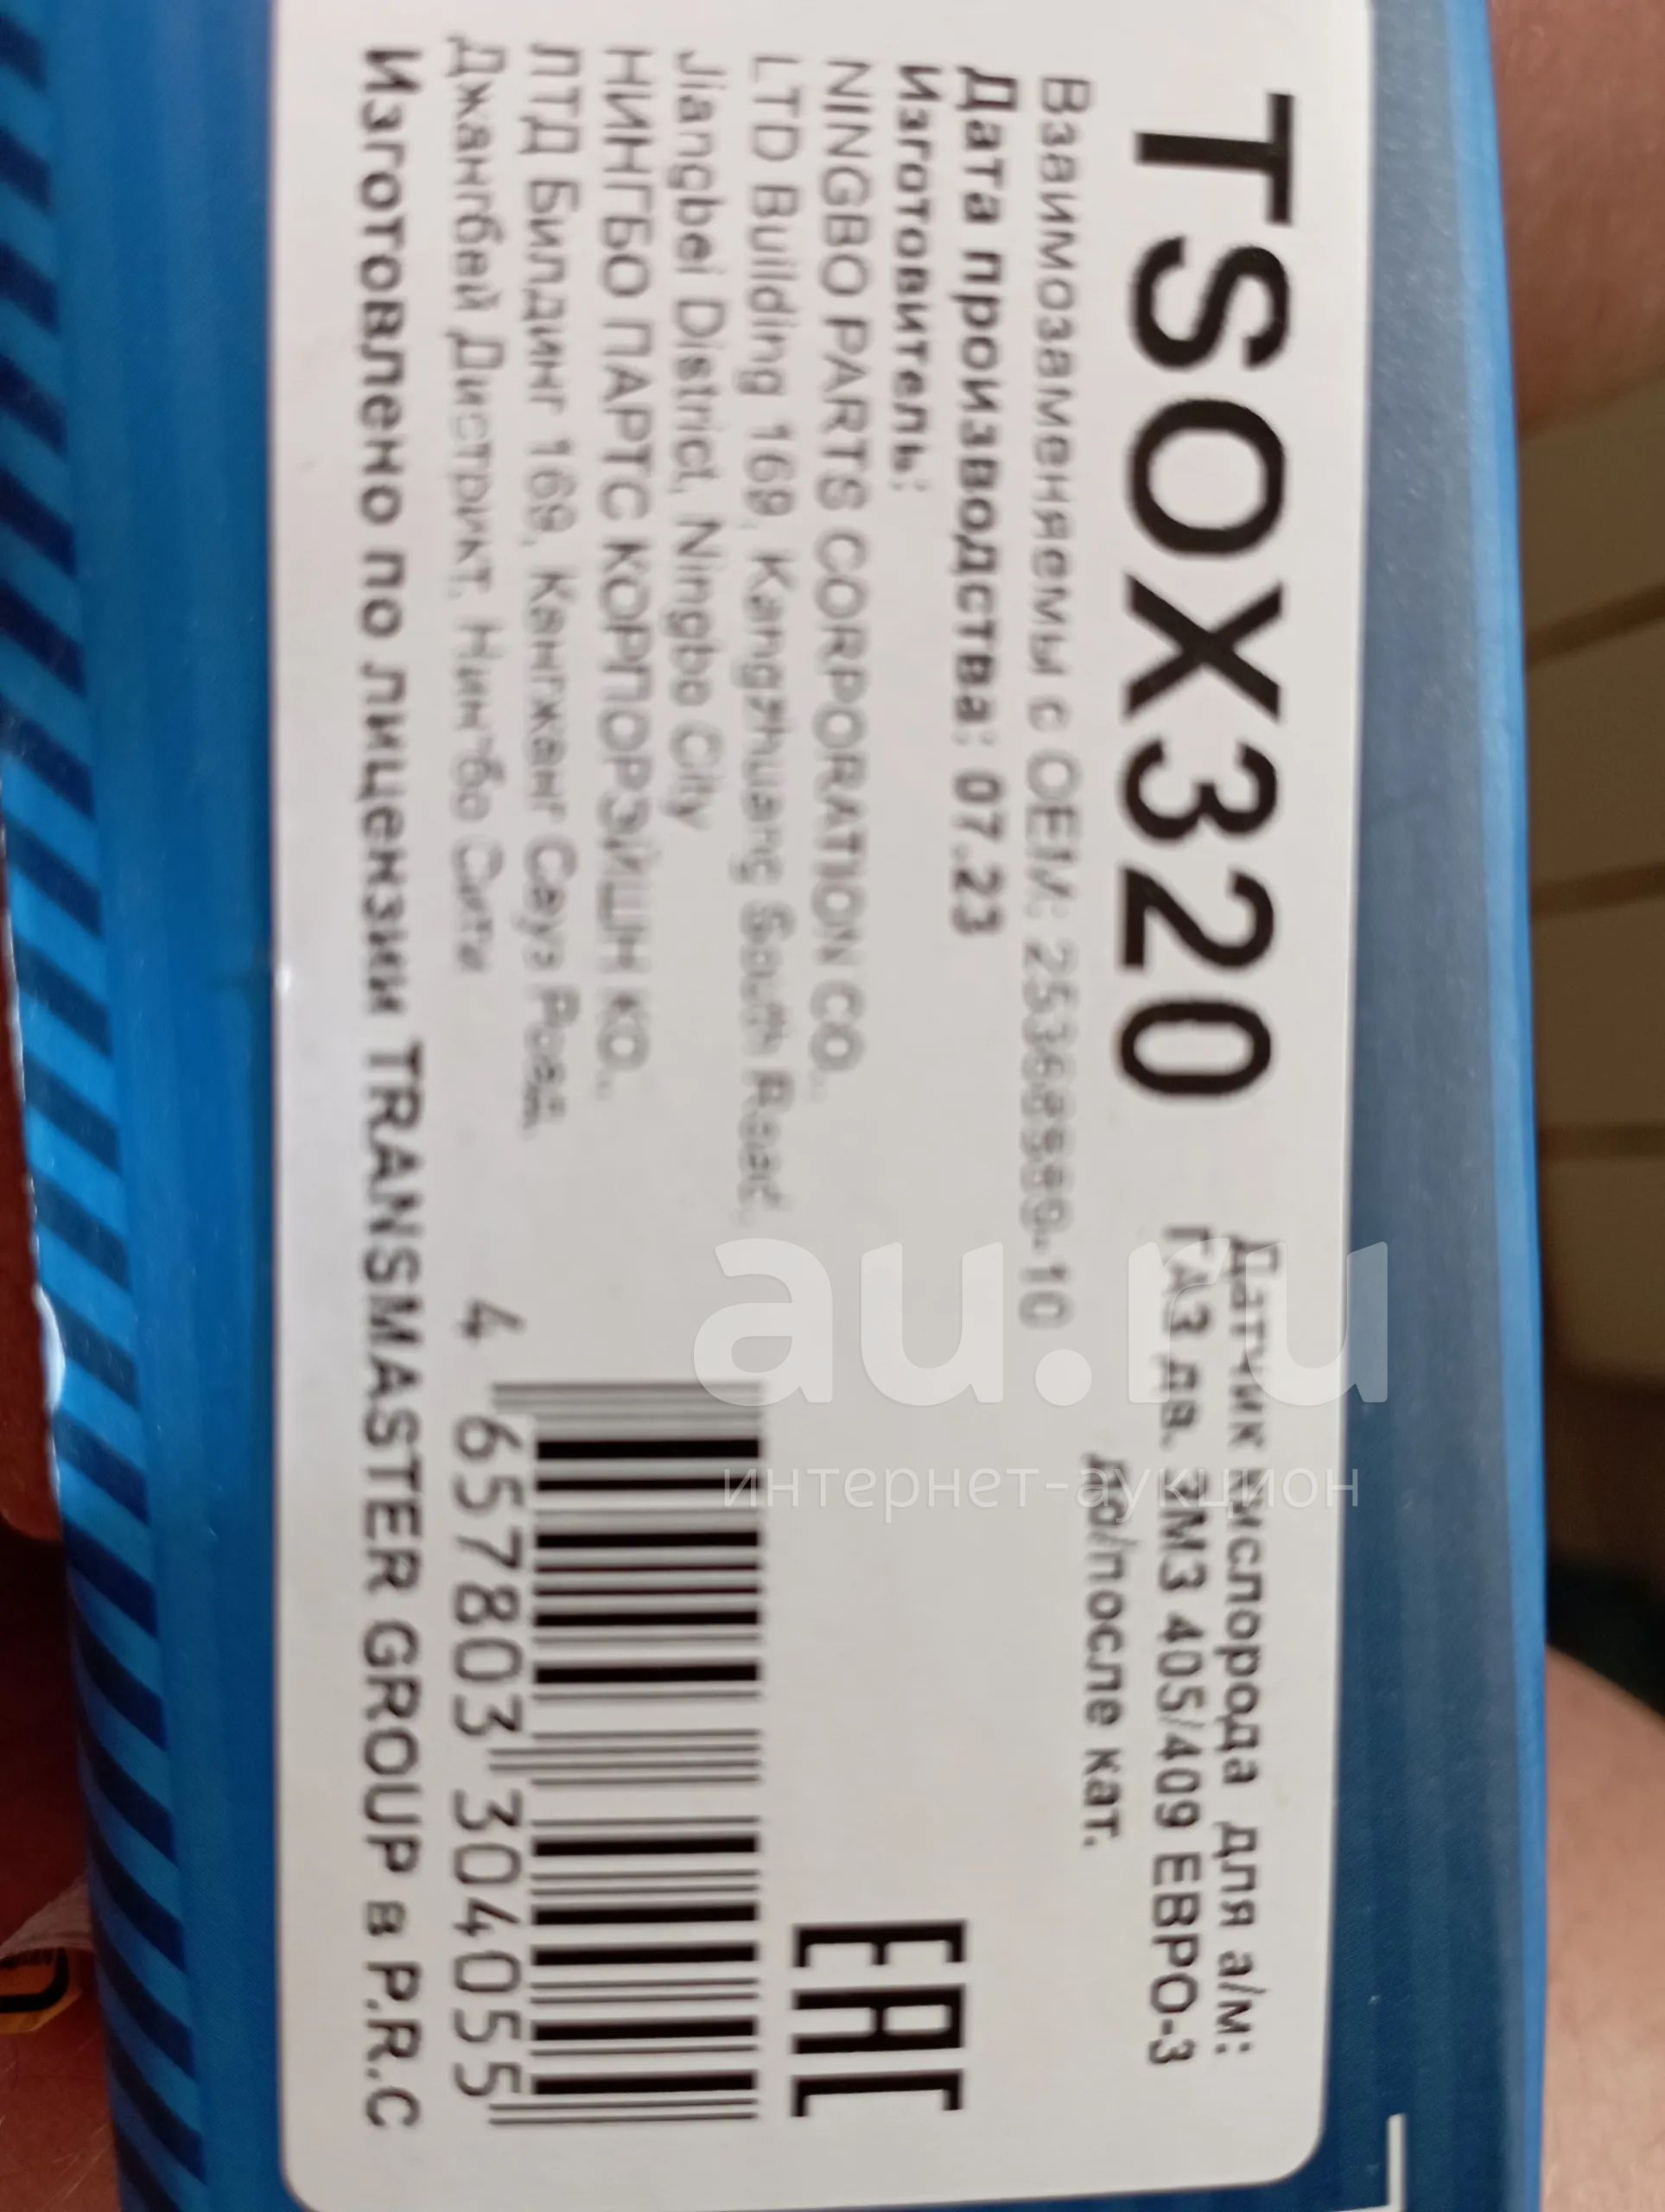 TSOX320
Датчик кислорода для а/м:
ГАЗ дв. ЗМЗ 405/409 ЕВРО-3
до/после кат.
Взаимозаменяемы с OEM: 25368889-10
Дата производства: 07.23
Изготовитель:
NINGBO PARTS CORPORATION CO.,
LTD Building 169, Kangzhuang South Road,
Jiangbei District, Ningbo City
НИНГБО ПАРТС КОРПОРЭЙШН КО.,
ЛТД Билдинг 169, Кангжанг Сауз Роад,
Джангбей Дистрикт, Нингбо Сити
Изготовлено по лицензии TRANSMASTER GROUP в P.R.C
EAC
4 657803 304055
au.ru
интернет-аукцион